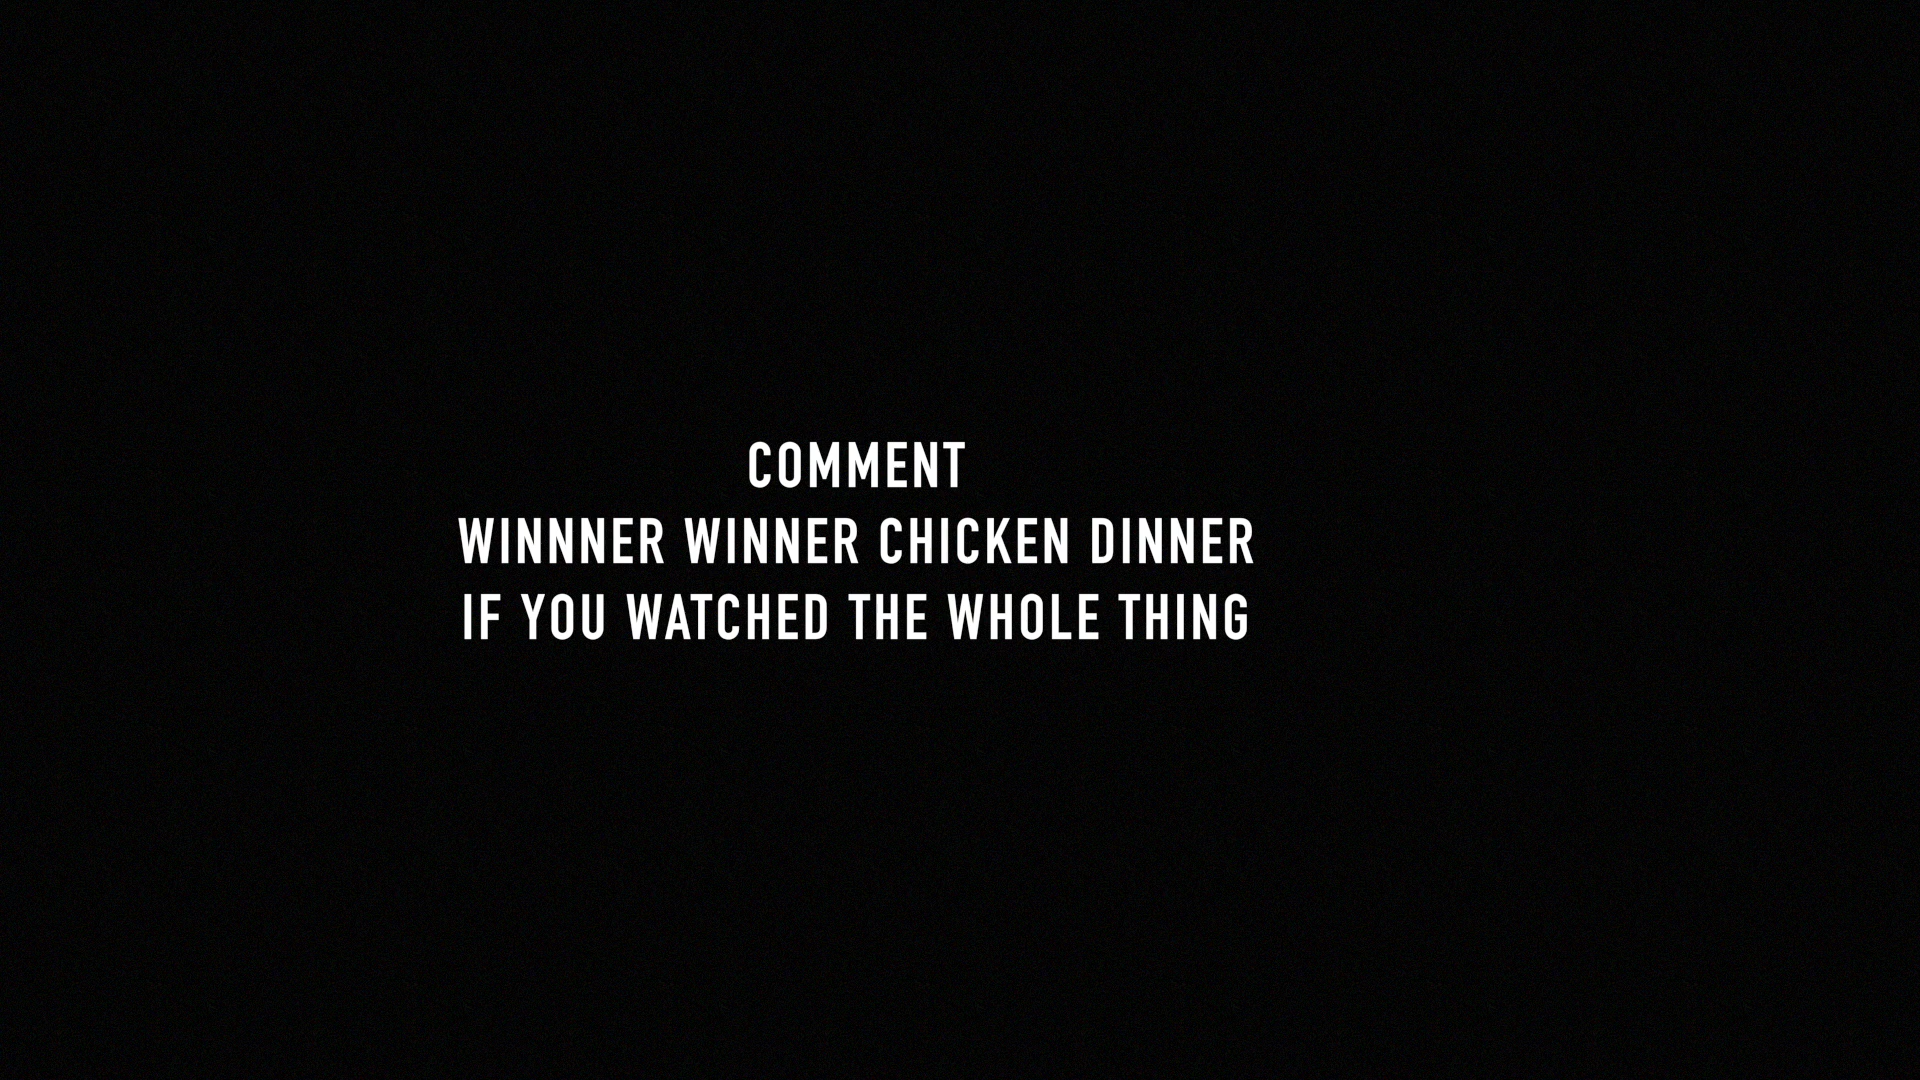 COMMENT
WINNNER WINNER CHICKEN DINNER
IF YOU WATCHED THE WHOLE THING